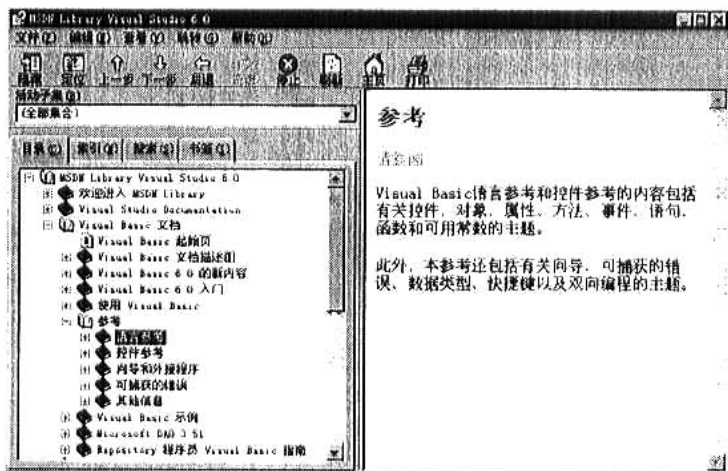 MSDN Library Visual Studio 6.0
文件(F) 编辑(E) 查看(V) 跳转(G) 帮助(H)
隐藏 定位 上一步 下一步 后退 前进 停止 刷新 主页 打印
活动子集(B)
(全部集合)
目录(C) 索引(N) 搜索(S) 书签(I)
MSDN Library Visual Studio 6.0
欢迎进入 MSDN Library
Visual Studio Documentation
Visual Basic 文档
Visual Basic 起始页
Visual Basic 文档描述图
Visual Basic 6.0 的新内容
Visual Basic 6.0 入门
使用 Visual Basic
参考
语言参考
控件参考
向导和外接程序
可捕获的错误
其他信息
Visual Basic 示例
Microsoft DAO 3.51
Repository 程序员 Visual Basic 指南
参考
Visual Basic语言参考和控件参考的内容包括
有关控件、对象、属性、方法、事件、语句、
函数和可用常数的主题。
此外，本参考还包括有关向导、可捕获的错
误、数据类型、快捷键以及双向编程的主题。